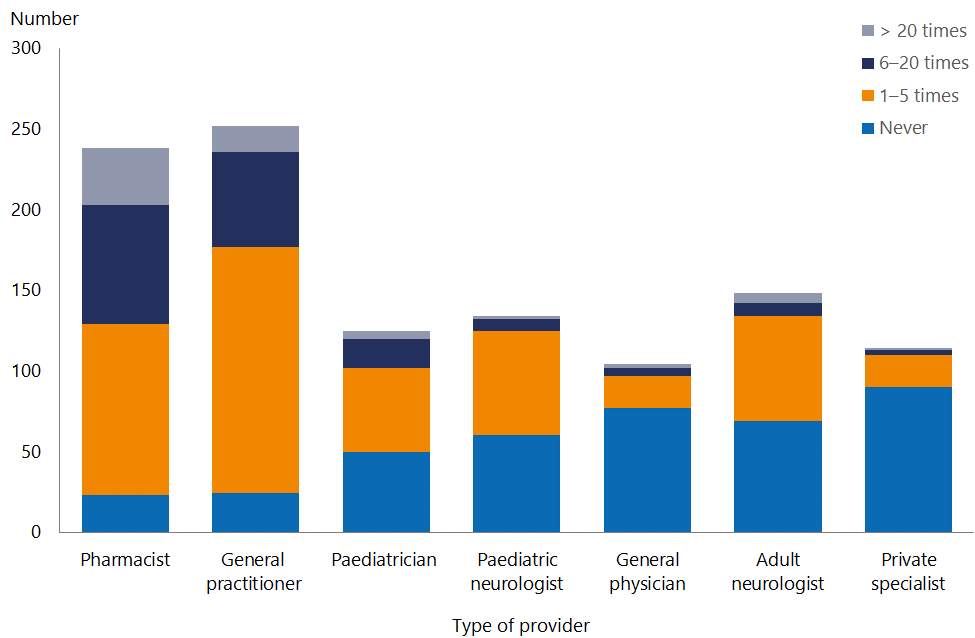 Number
300
250
200
150
100
50
0
> 20 times
6–20 times
1–5 times
Never
Pharmacist
General
practitioner
Paediatrician
Paediatric
neurologist
General
physician
Adult
neurologist
Private
specialist
Type of provider